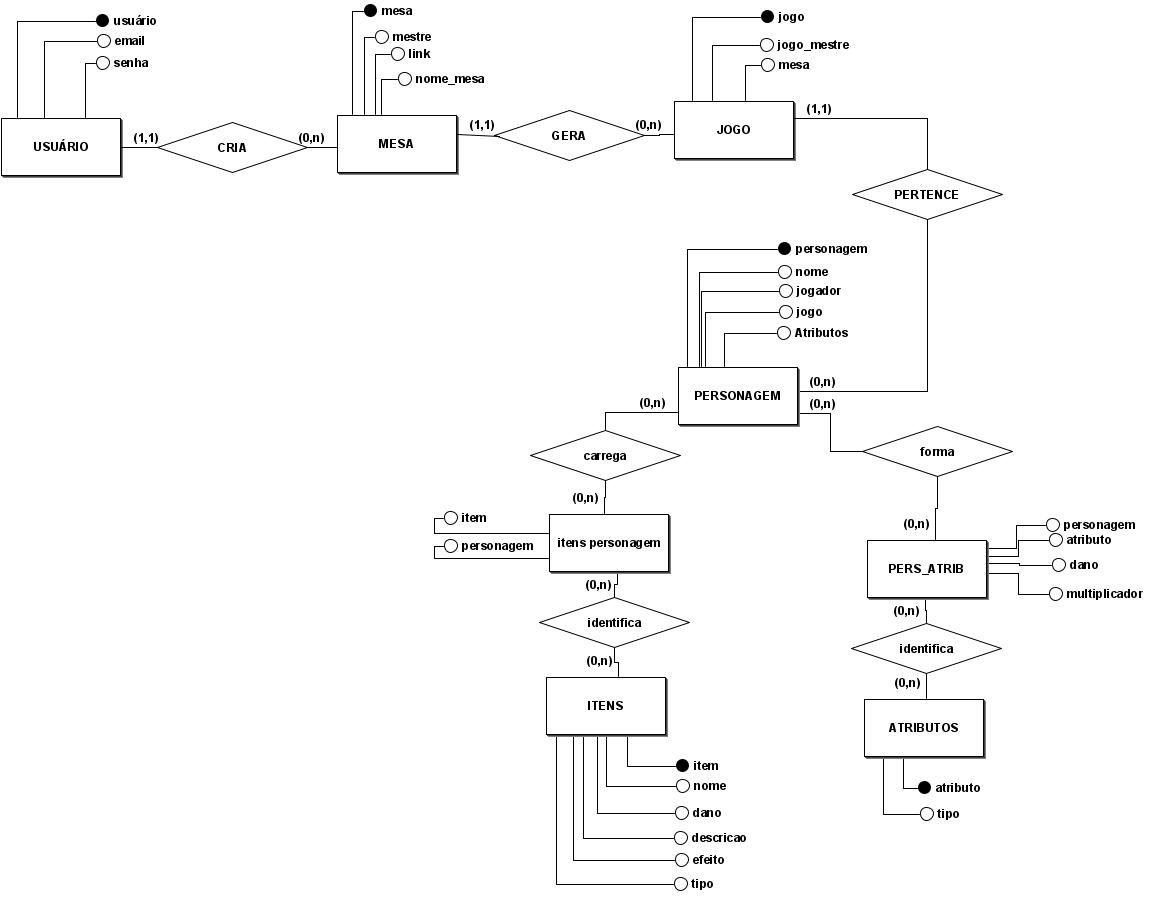 usuário
email
senha
USUÁRIO
(1,1)
CRIA
(0,n)
mesa
mestre
link
nome_mesa
MESA
(1,1)
GERA
(0,n)
jogo
jogo_mestre
mesa
JOGO
(1,1)
PERTENCE
(0,n)
personagem
nome
jogador
jogo
Atributos
PERSONAGEM
(0,n)
(0,n)
carrega
forma
(0,n)
(0,n)
item
personagem
itens personagem
personagem
atributo
dano
multiplicador
PERS_ATRIB
(0,n)
identifica
(0,n)
(0,n)
identifica
(0,n)
ITENS
item
nome
dano
descricao
efeito
tipo
ATRIBUTOS
atributo
tipo